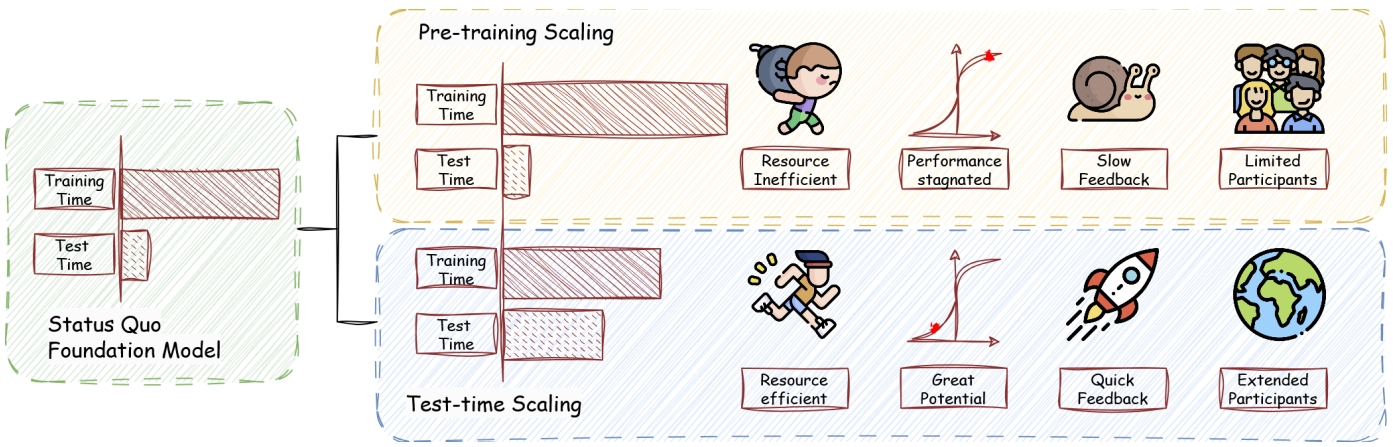 Training
Time
Test
Time
Status Quo
Foundation Model
Pre-training Scaling
Training
Time
Test
Time
$
Resource
Inefficient
Performance
stagnated
Slow
Feedback
Limited
Participants
Training
Time
Test
Time
Test-time Scaling
Resource
efficient
Great
Potential
Quick
Feedback
Extended
Participants